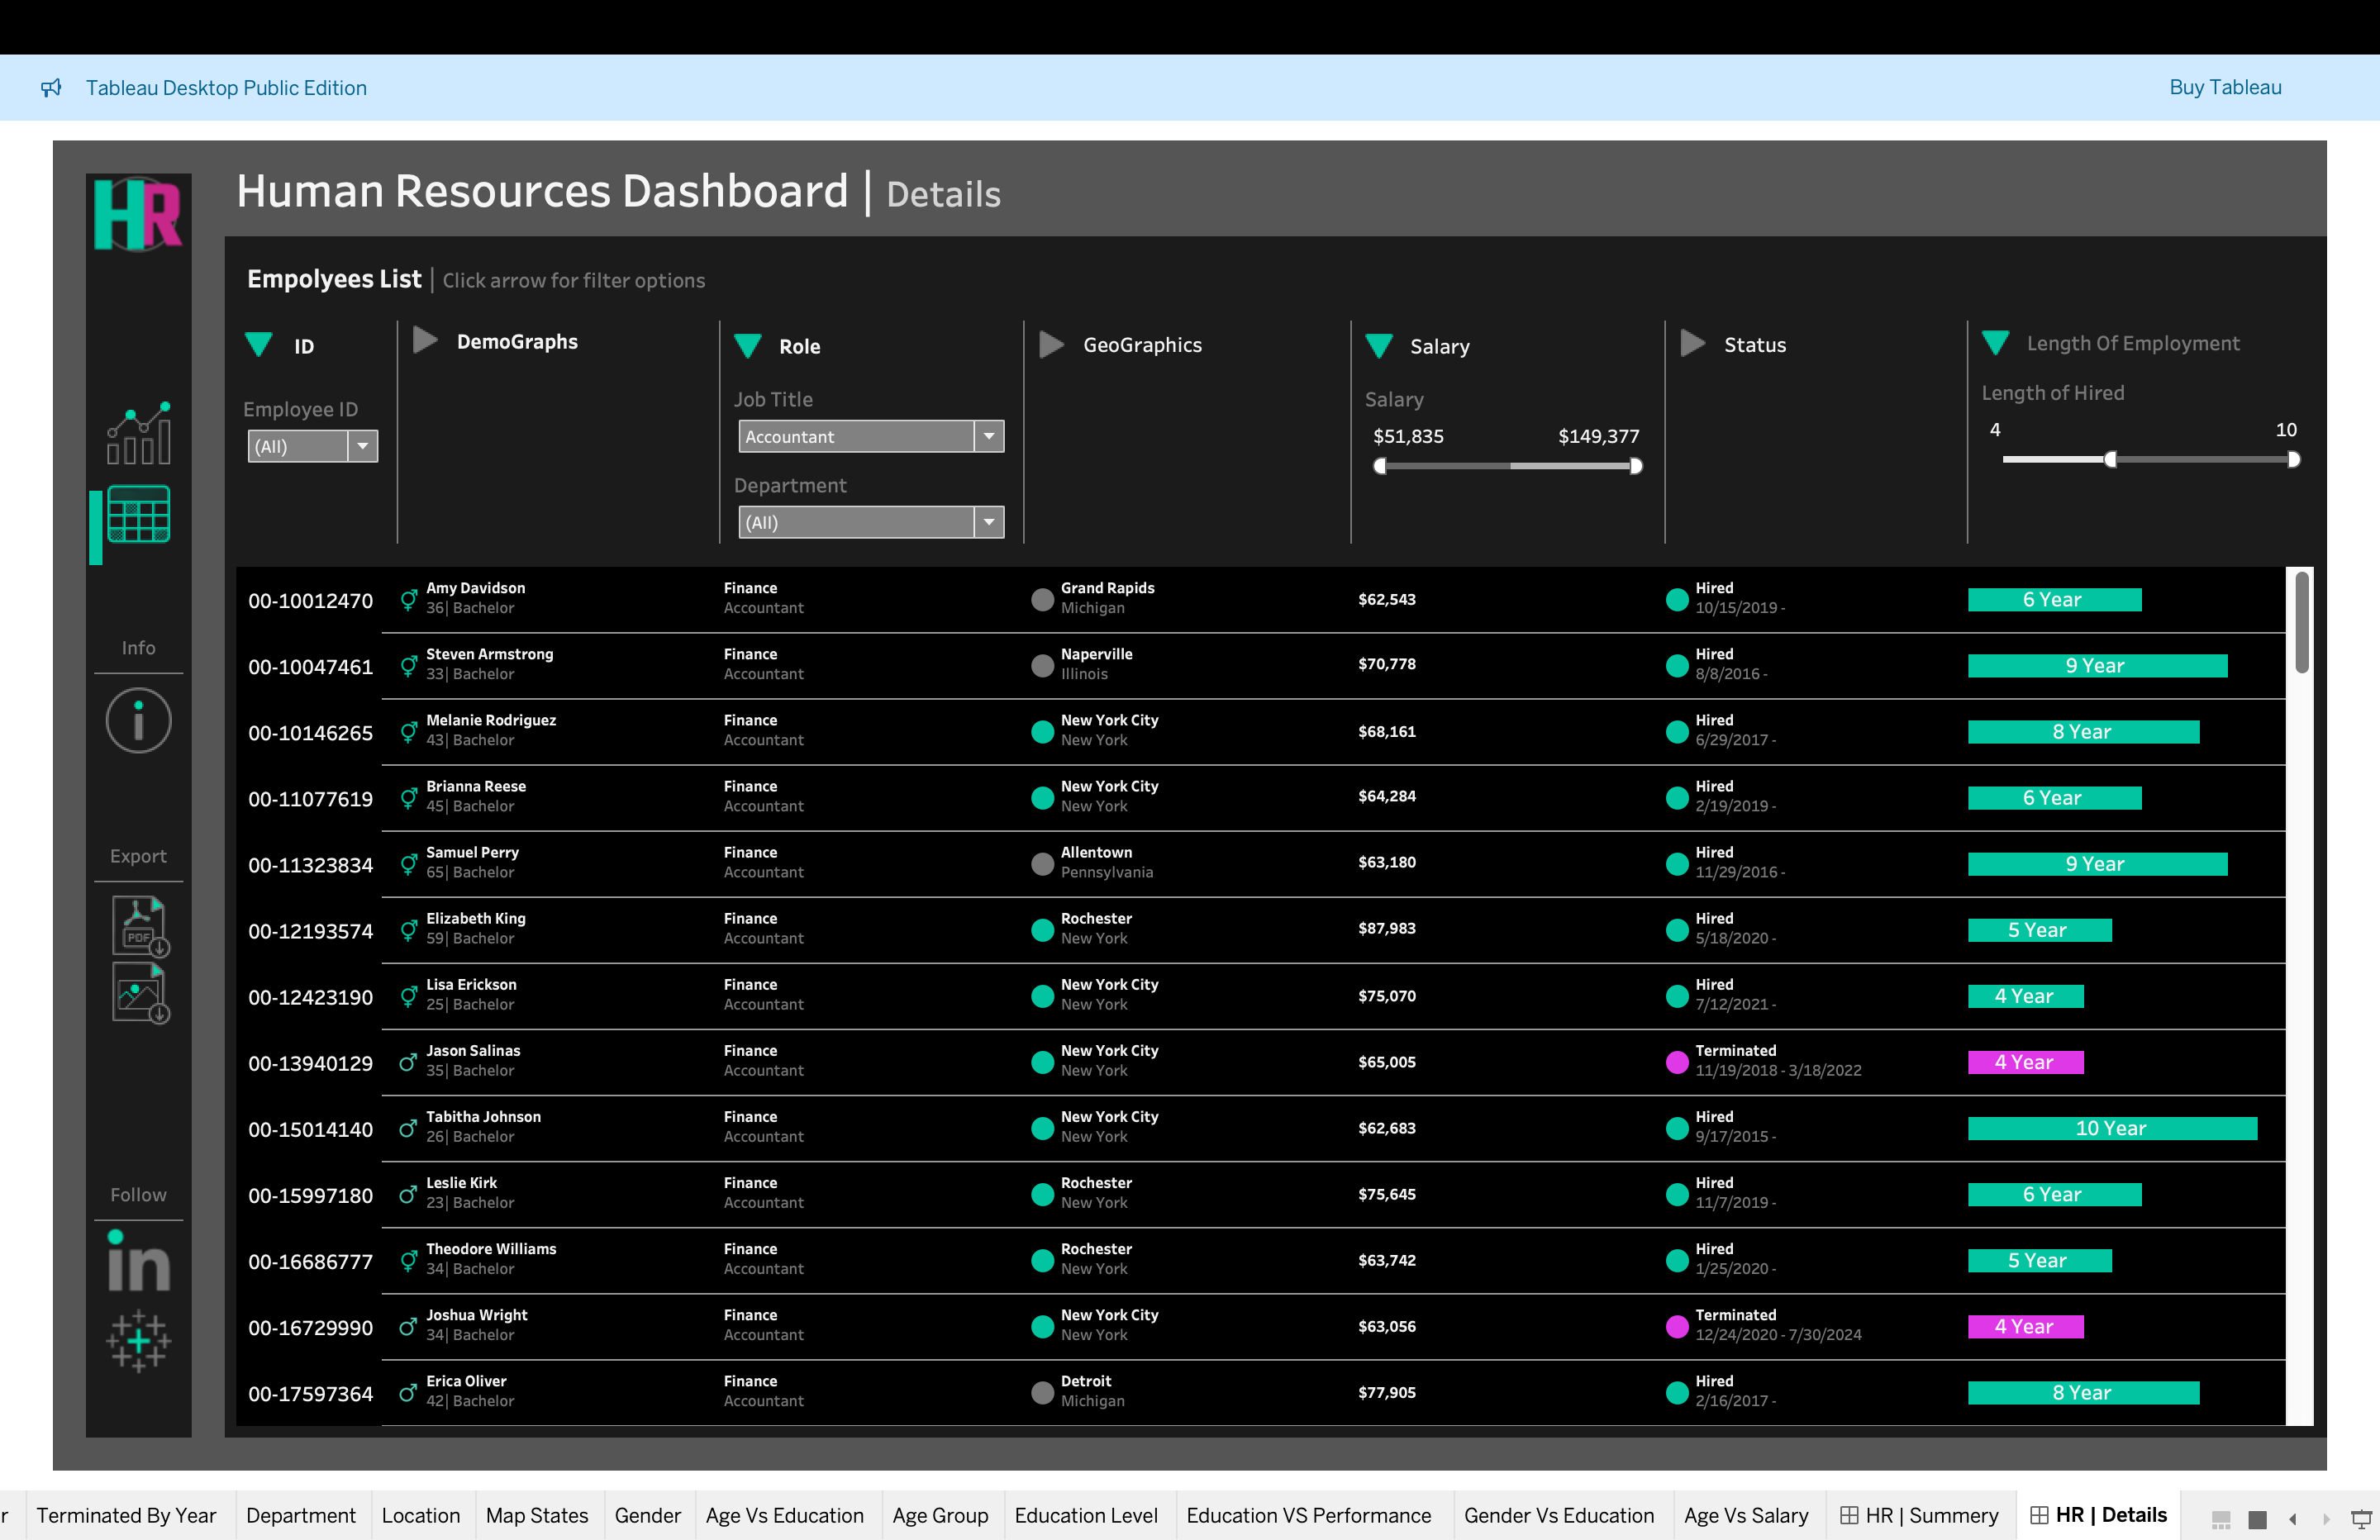 Tableau Desktop Public Edition
Buy Tableau
HR
Human Resources Dashboard | Details
Empolyees List | Click arrow for filter options
ID
DemoGraphs
Role
GeoGraphics
Salary
Status
Length Of Employment
Employee ID
(All)
Job Title
Accountant
Department
(All)
Salary
$51,835 $149,377
Length of Hired
4 10
Info
Export
PDF
Follow
in
00-10012470 Amy Davidson Finance Grand Rapids $62,543 Hired 6 Year
36| Bachelor Accountant Michigan 10/15/2019 -
00-10047461 Steven Armstrong Finance Naperville $70,778 Hired 9 Year
33| Bachelor Accountant Illinois 8/8/2016 -
00-10146265 Melanie Rodriguez Finance New York City $68,161 Hired 8 Year
43| Bachelor Accountant New York 6/29/2017 -
00-11077619 Brianna Reese Finance New York City $64,284 Hired 6 Year
45| Bachelor Accountant New York 2/19/2019 -
00-11323834 Samuel Perry Finance Allentown $63,180 Hired 9 Year
65| Bachelor Accountant Pennsylvania 11/29/2016 -
00-12193574 Elizabeth King Finance Rochester $87,983 Hired 5 Year
59| Bachelor Accountant New York 5/18/2020 -
00-12423190 Lisa Erickson Finance New York City $75,070 Hired 4 Year
25| Bachelor Accountant New York 7/12/2021 -
00-13940129 Jason Salinas Finance New York City $65,005 Terminated 4 Year
35| Bachelor Accountant New York 11/19/2018 - 3/18/2022
00-15014140 Tabitha Johnson Finance New York City $62,683 Hired 10 Year
26| Bachelor Accountant New York 9/17/2015 -
00-15997180 Leslie Kirk Finance Rochester $75,645 Hired 6 Year
23| Bachelor Accountant New York 11/7/2019 -
00-16686777 Theodore Williams Finance Rochester $63,742 Hired 5 Year
34| Bachelor Accountant New York 1/25/2020 -
00-16729990 Joshua Wright Finance New York City $63,056 Terminated 4 Year
34| Bachelor Accountant New York 12/24/2020 - 7/30/2024
00-17597364 Erica Oliver Finance Detroit $77,905 Hired 8 Year
42| Bachelor Accountant Michigan 2/16/2017 -
r Terminated By Year Department Location Map States Gender Age Vs Education Age Group Education Level Education VS Performance Gender Vs Education Age Vs Salary HR | Summery HR | Details